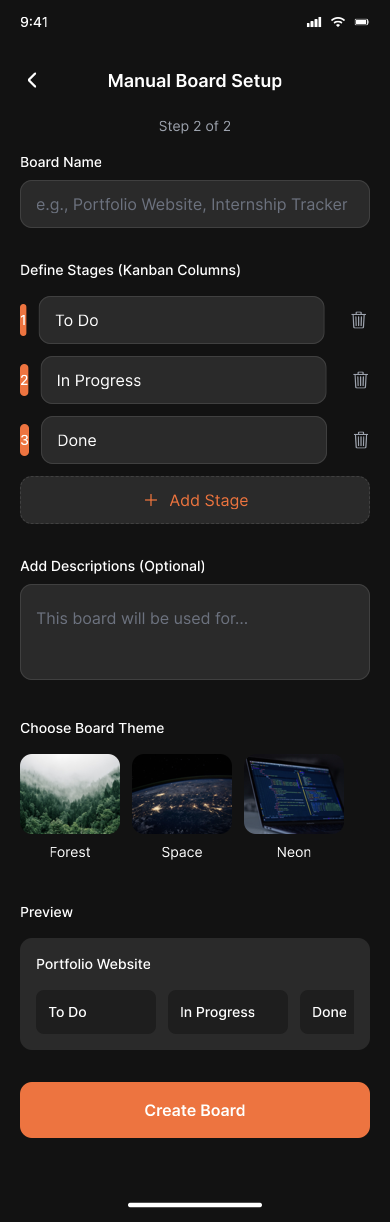 9:41
Manual Board Setup
Step 2 of 2
Board Name
e.g., Portfolio Website, Internship Tracker
Define Stages (Kanban Columns)
1 To Do
2 In Progress
3 Done
+ Add Stage
Add Descriptions (Optional)
This board will be used for...
Choose Board Theme
Forest Space Neon
Preview
Portfolio Website
To Do In Progress Done
Create Board